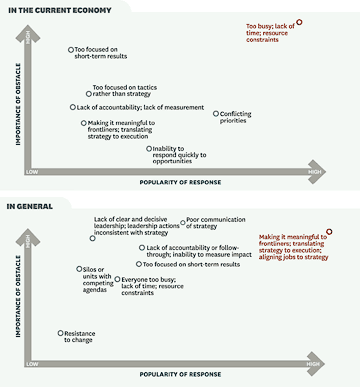 IN THE CURRENT ECONOMY
Too busy; lack of
time; resource
constraints
Too focused on
short-term results
Too focused on tactics
rather than strategy
Lack of accountability; lack of measurement
Conflicting
priorities
Making it meaningful to
frontliners; translating
strategy to execution
Inability to
respond quickly to
opportunities
HIGH
IMPORTANCE OF OBSTACLE
LOW
HIGH
POPULARITY OF RESPONSE
IN GENERAL
Lack of clear and decisive
leadership; leadership actions
inconsistent with strategy
Poor communication
of strategy
Making it meaningful to
frontliners; translating
strategy to execution;
aligning jobs to strategy
Lack of accountability or follow-
through; inability to measure impact
Too focused on short-term results
Silos or
units with
competing
agendas
Everyone too busy;
lack of time; resource
constraints
Resistance
to change
HIGH
IMPORTANCE OF OBSTACLE
LOW
HIGH
POPULARITY OF RESPONSE